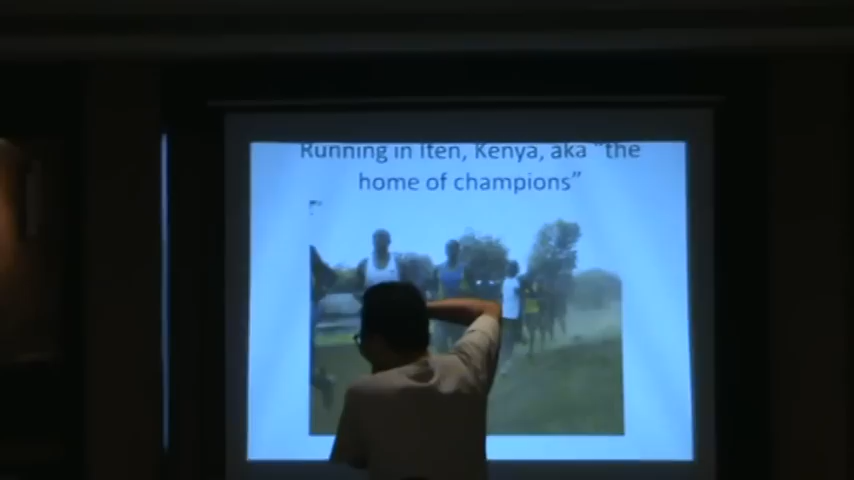 Running in Iten, Kenya, aka “the
home of champions”